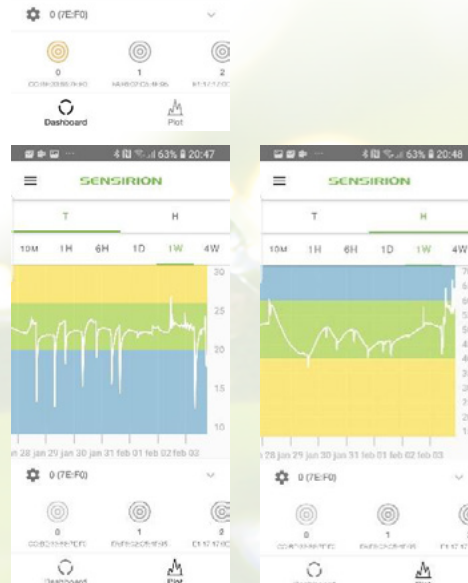 0 (7E:F0)
0
1
2
Dashboard
Plot
63% 20:47
SENSIRION
T
H
10M 1H 6H 1D 1W 4W
30
25
20
15
10
28 jan 29 jan 30 jan 31 feb 01 feb 02 feb 03
0 (7E:F0)
0
1
Dashboard
Plot
63% 20:48
SENSIRION
T
H
10M 1H 6H 1D 1W 4W
28 jan 29 jan 30 jan 31 feb 01 feb 02 feb 03
0 (7E:F0)
0
1
Dashboard
Plot